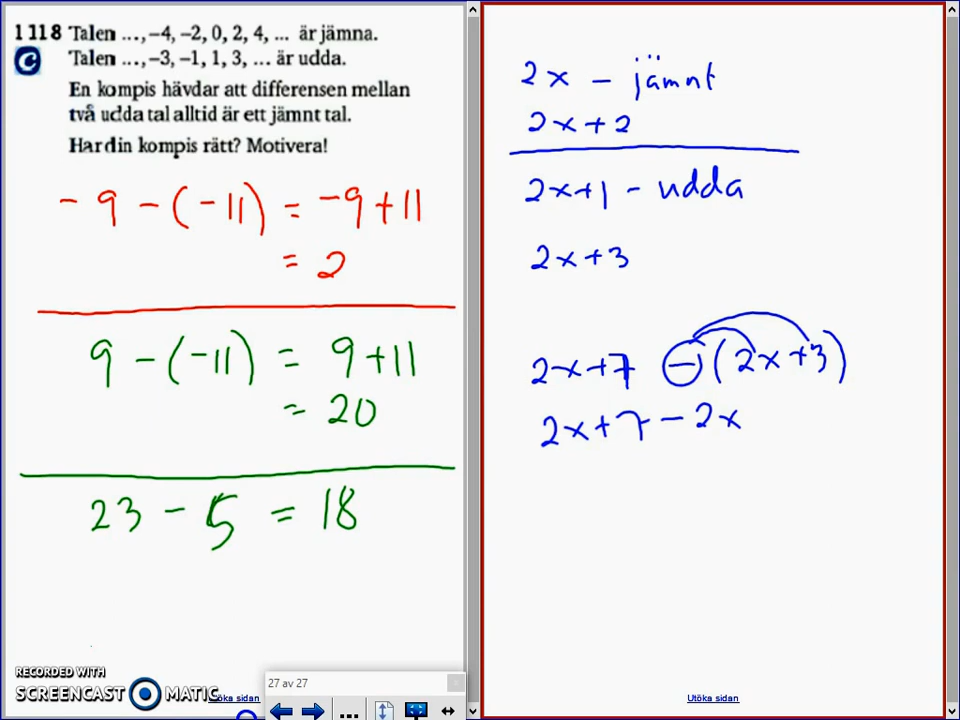 1118 Talen ..., −4, −2, 0, 2, 4, ... är jämna.
C Talen ..., −3, −1, 1, 3, ... är udda.
En kompis hävdar att differensen mellan
två udda tal alltid är ett jämnt tal.
Har din kompis rätt? Motivera!
- 9 - (-11) = -9 + 11
= 2
9 - (-11) = 9 + 11
= 20
23 - 5 = 18
RECORDED WITH
SCREENCAST MATIC
Utöka sidan
27 av 27
...
2x - jämnt
2x + 2
2x + 1 - udda
2x + 3
2x + 7 - (2x + 3)
2x + 7 - 2x
Utöka sidan